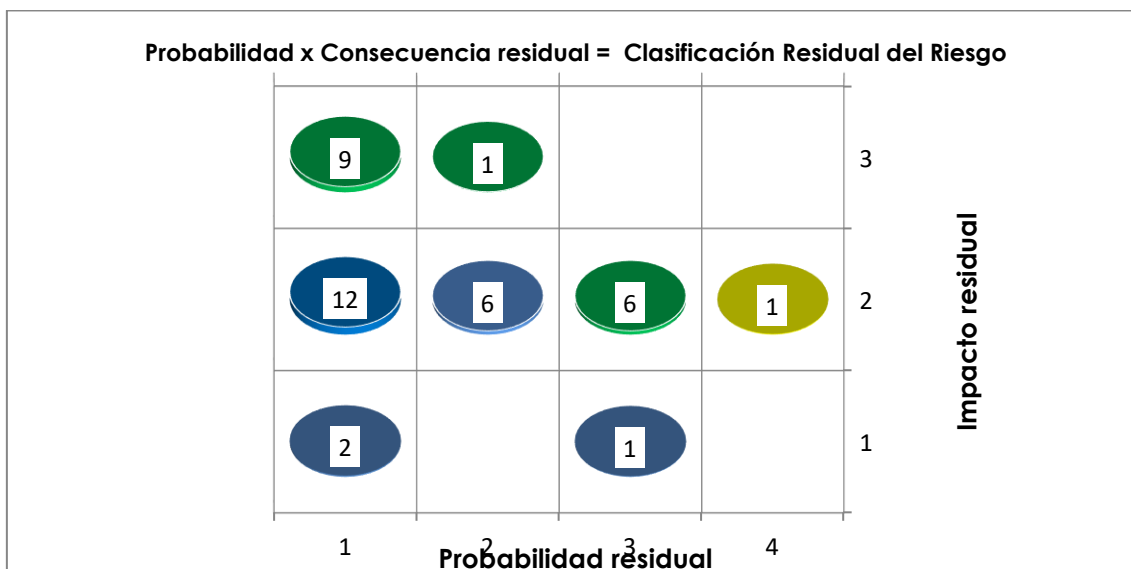 Probabilidad x Consecuencia residual =  Clasificación Residual del Riesgo
9 1 3
12 6 6 1 2
2 1 1
1 2 3 4
Probabilidad residual
Impacto residual